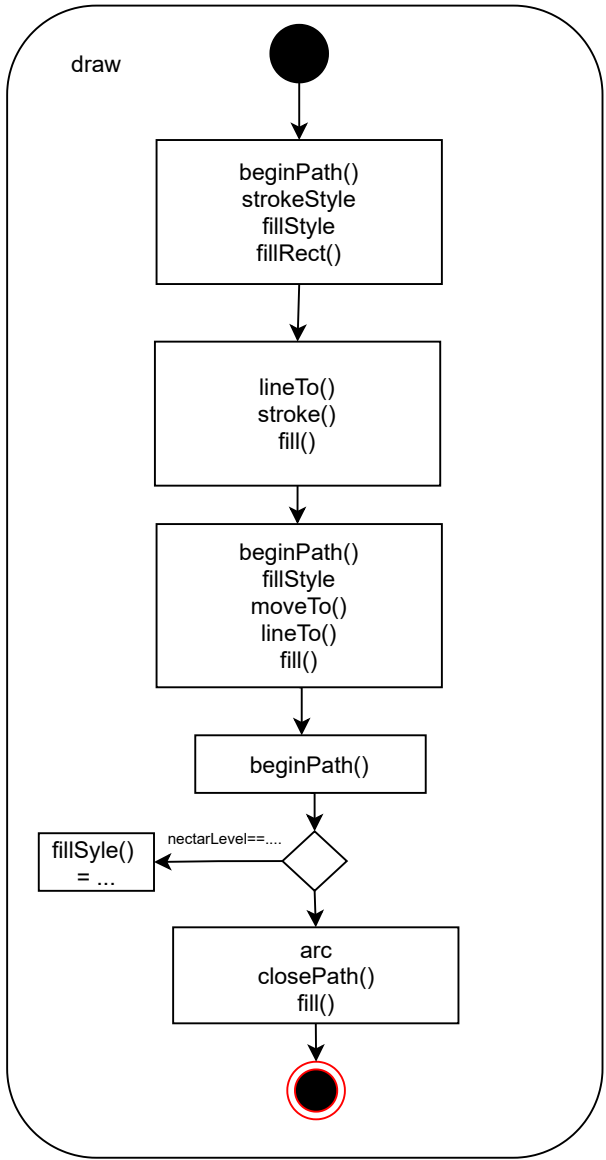 draw
beginPath()
strokeStyle
fillStyle
fillRect()
lineTo()
stroke()
fill()
beginPath()
fillStyle
moveTo()
lineTo()
fill()
beginPath()
nectarLevel==....
fillSyle()
= ...
arc
closePath()
fill()